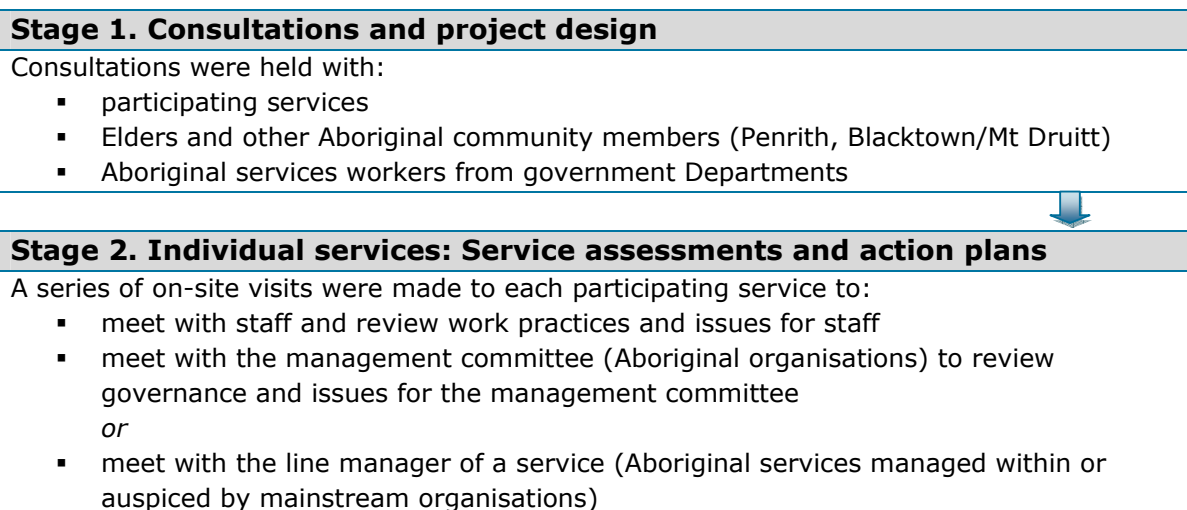 Stage 1. Consultations and project design
Consultations were held with:
▪ participating services
▪ Elders and other Aboriginal community members (Penrith, Blacktown/Mt Druitt)
▪ Aboriginal services workers from government Departments
Stage 2. Individual services: Service assessments and action plans
A series of on-site visits were made to each participating service to:
▪ meet with staff and review work practices and issues for staff
▪ meet with the management committee (Aboriginal organisations) to review
governance and issues for the management committee
or
▪ meet with the line manager of a service (Aboriginal services managed within or
auspiced by mainstream organisations)